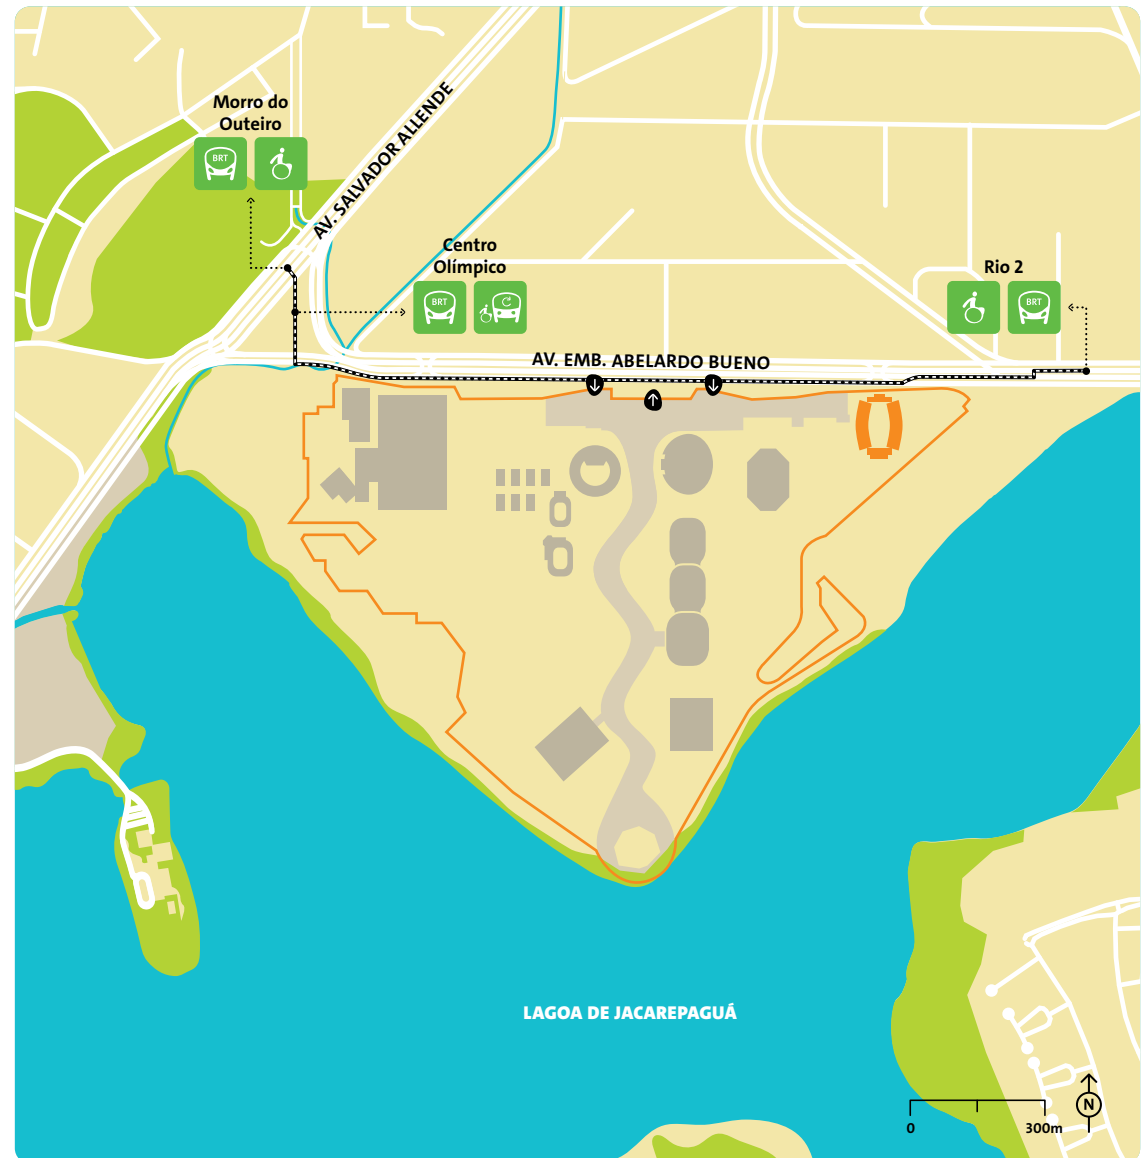 Morro do
Outeiro
BRT
AV. SALVADOR ALLENDE
Centro
Olímpico
BRT
Rio 2
BRT
AV. EMB. ABELARDO BUENO
LAGOA DE JACAREPAGUÁ
N
0
300m